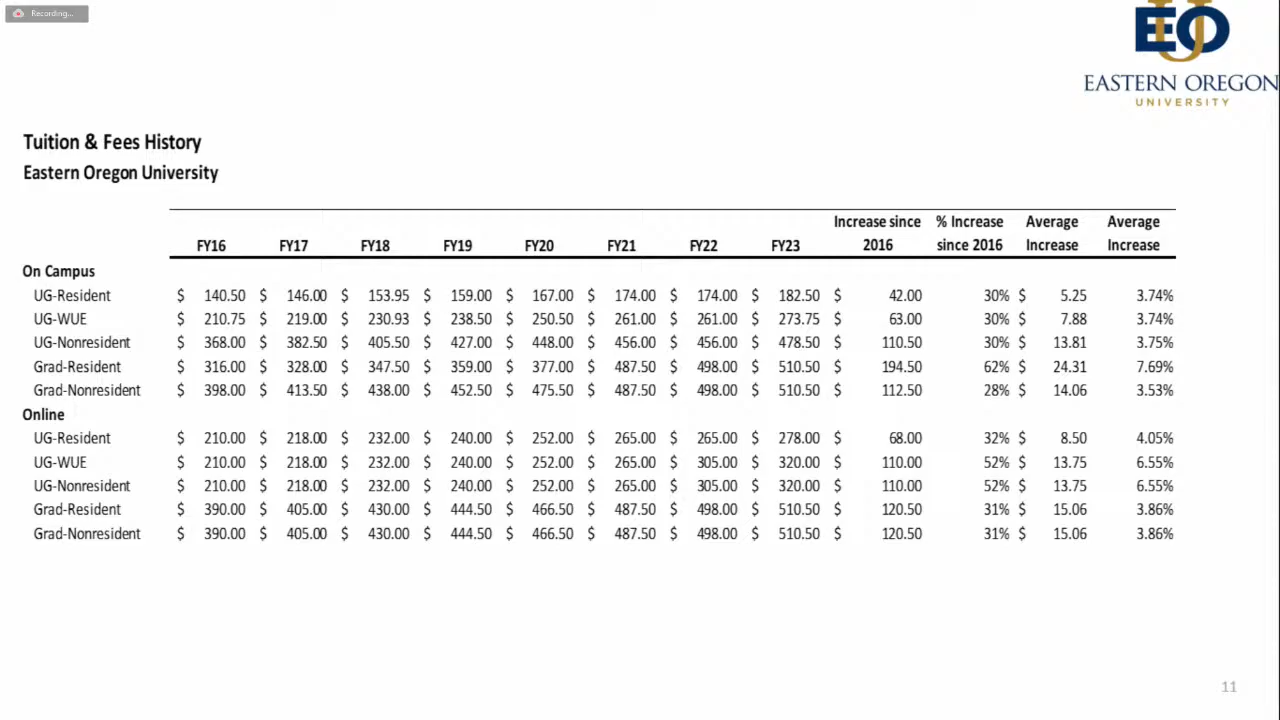 Recording...
EO
EASTERN OREGON
UNIVERSITY
Tuition & Fees History
Eastern Oregon University
Increase since % Increase Average Average
FY16 FY17 FY18 FY19 FY20 FY21 FY22 FY23 2016 since 2016 Increase Increase
On Campus
UG-Resident $ 140.50 $ 146.00 $ 153.95 $ 159.00 $ 167.00 $ 174.00 $ 174.00 $ 182.50 $ 42.00 30% $ 5.25 3.74%
UG-WUE $ 210.75 $ 219.00 $ 230.93 $ 238.50 $ 250.50 $ 261.00 $ 261.00 $ 273.75 $ 63.00 30% $ 7.88 3.74%
UG-Nonresident $ 368.00 $ 382.50 $ 405.50 $ 427.00 $ 448.00 $ 456.00 $ 456.00 $ 478.50 $ 110.50 30% $ 13.81 3.75%
Grad-Resident $ 316.00 $ 328.00 $ 347.50 $ 359.00 $ 377.00 $ 487.50 $ 498.00 $ 510.50 $ 194.50 62% $ 24.31 7.69%
Grad-Nonresident $ 398.00 $ 413.50 $ 438.00 $ 452.50 $ 475.50 $ 487.50 $ 498.00 $ 510.50 $ 112.50 28% $ 14.06 3.53%
Online
UG-Resident $ 210.00 $ 218.00 $ 232.00 $ 240.00 $ 252.00 $ 265.00 $ 265.00 $ 278.00 $ 68.00 32% $ 8.50 4.05%
UG-WUE $ 210.00 $ 218.00 $ 232.00 $ 240.00 $ 252.00 $ 265.00 $ 305.00 $ 320.00 $ 110.00 52% $ 13.75 6.55%
UG-Nonresident $ 210.00 $ 218.00 $ 232.00 $ 240.00 $ 252.00 $ 265.00 $ 305.00 $ 320.00 $ 110.00 52% $ 13.75 6.55%
Grad-Resident $ 390.00 $ 405.00 $ 430.00 $ 444.50 $ 466.50 $ 487.50 $ 498.00 $ 510.50 $ 120.50 31% $ 15.06 3.86%
Grad-Nonresident $ 390.00 $ 405.00 $ 430.00 $ 444.50 $ 466.50 $ 487.50 $ 498.00 $ 510.50 $ 120.50 31% $ 15.06 3.86%
11